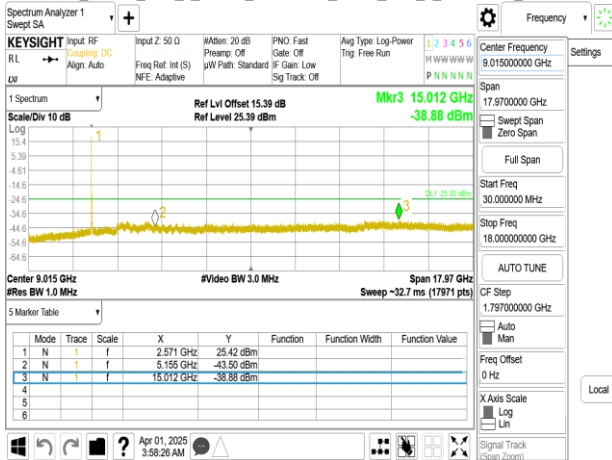 Spectrum Analyzer 1
Swept SA
Frequency
KEYSIGHT
Input: RF
Coupling: DC
Align: Auto
RL
Input Z: 50 Ω
Freq Ref: Int (S)
NFE: Adaptive
#Atten: 20 dB
Preamp: Off
µW Path: Standard
PNO: Fast
Gate: Off
IF Gain: Low
Sig Track: Off
Avg Type: Log-Power
Trig: Free Run
1 2 3 4 5 6
M W W W W W
P N N N N N
1 Spectrum
Scale/Div 10 dB
Ref Lvl Offset 15.39 dB
Ref Level 25.39 dBm
Mkr3 15.012 GHz
-38.88 dBm
Log
15.4
5.39
-4.61
-14.6
-24.6
-34.6
-44.6
-54.6
-64.6
1
2
3
DL1 -25.00 dBm
Center 9.015 GHz
#Res BW 1.0 MHz
#Video BW 3.0 MHz
Span 17.97 GHz
Sweep ~32.7 ms (17971 pts)
5 Marker Table
Mode Trace Scale X Y Function Function Width Function Value
1 N 1 f 2.571 GHz 25.42 dBm
2 N 1 f 5.155 GHz -43.50 dBm
3 N 1 f 15.012 GHz -38.88 dBm
4
5
6
Apr 01, 2025
3:58:26 AM
Center Frequency
9.015000000 GHz
Span
17.9700000 GHz
Swept Span
Zero Span
Full Span
Start Freq
30.000000 MHz
Stop Freq
18.000000000 GHz
AUTO TUNE
CF Step
1.797000000 GHz
Auto
Man
Freq Offset
0 Hz
X Axis Scale
Log
Lin
Signal Track
(Span Zoom)
Settings
Local